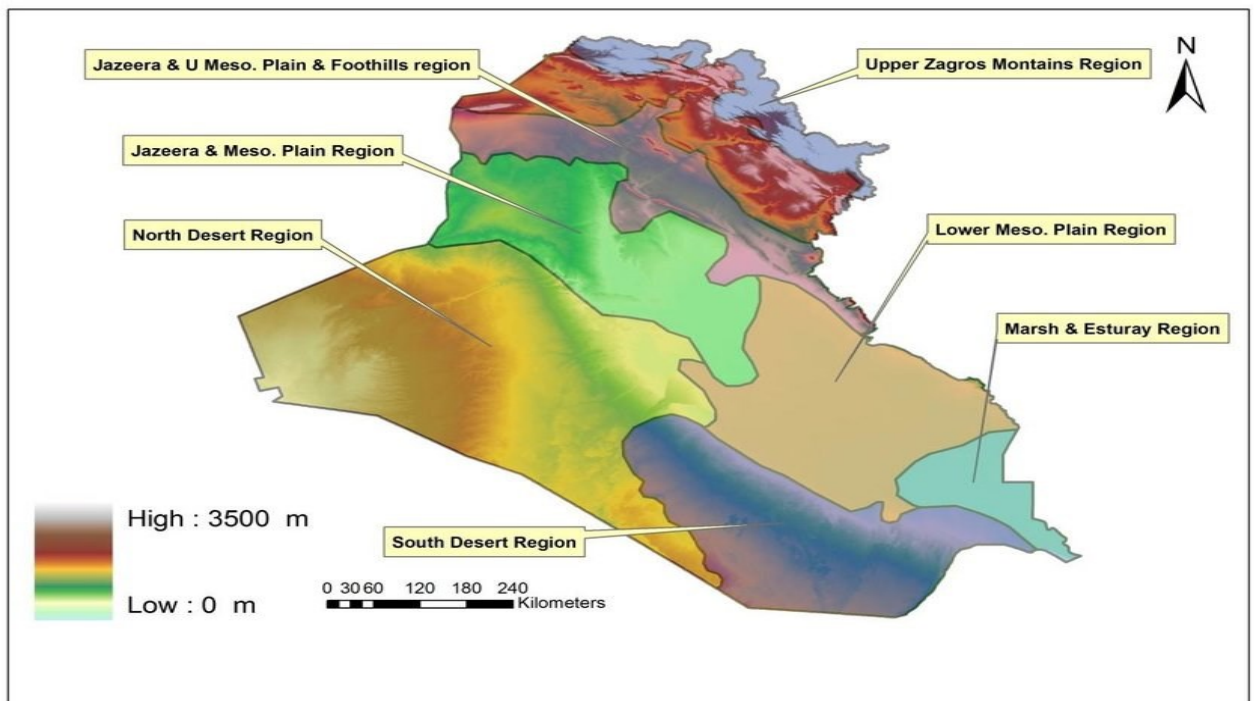 Jazeera & U Meso. Plain & Foothills region
Upper Zagros Montains Region
N
Jazeera & Meso. Plain Region
North Desert Region
Lower Meso. Plain Region
Marsh & Esturay Region
High : 3500 m
South Desert Region
0 30 60 120 180 240
Kilometers
Low : 0 m